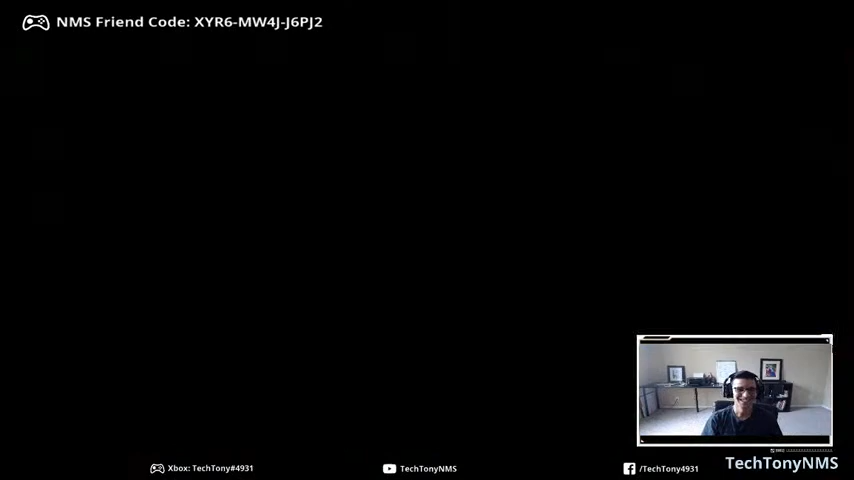 NMS Friend Code: XYR6-MW4J-J6PJ2
Xbox: TechTony#4931
TechTonyNMS
/TechTony4931
TechTonyNMS